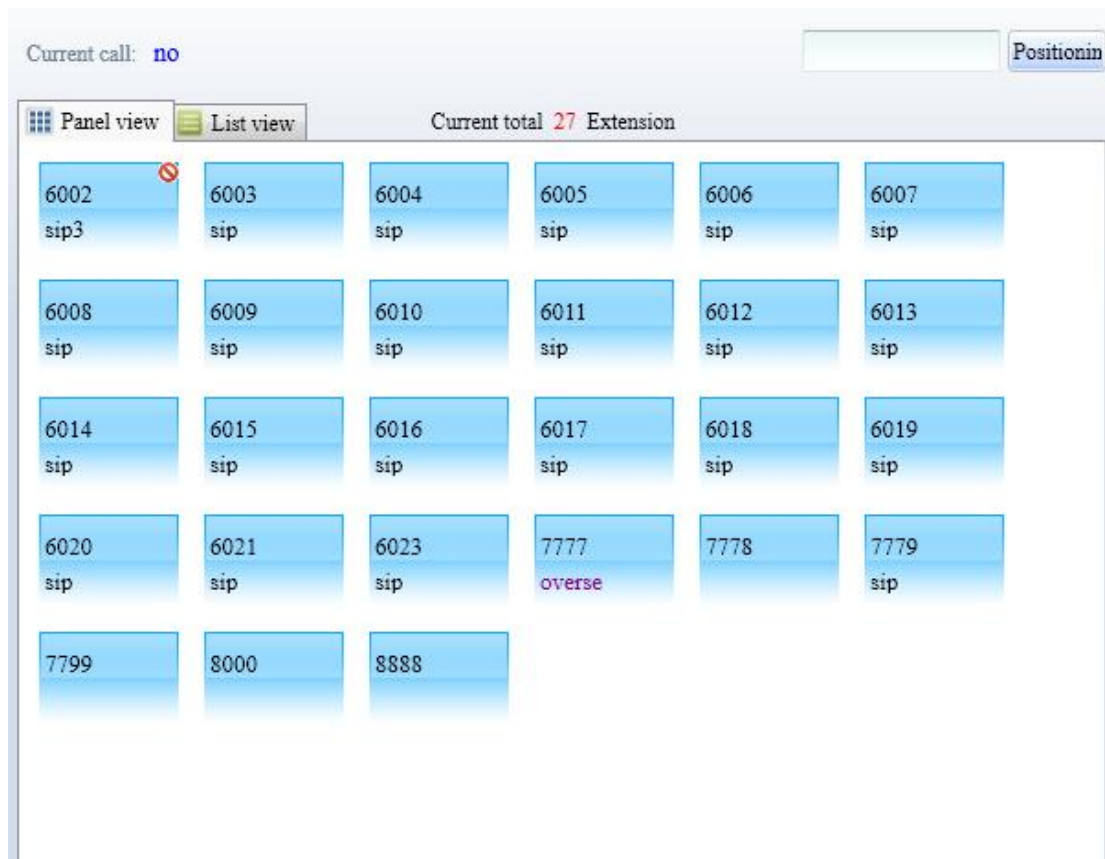 Current call: no Positionin
Panel view List view Current total 27 Extension
6002 6003 6004 6005 6006 6007
sip3 sip sip sip sip sip
6008 6009 6010 6011 6012 6013
sip sip sip sip sip sip
6014 6015 6016 6017 6018 6019
sip sip sip sip sip sip
6020 6021 6023 7777 7778 7779
sip sip sip overse sip
7799 8000 8888